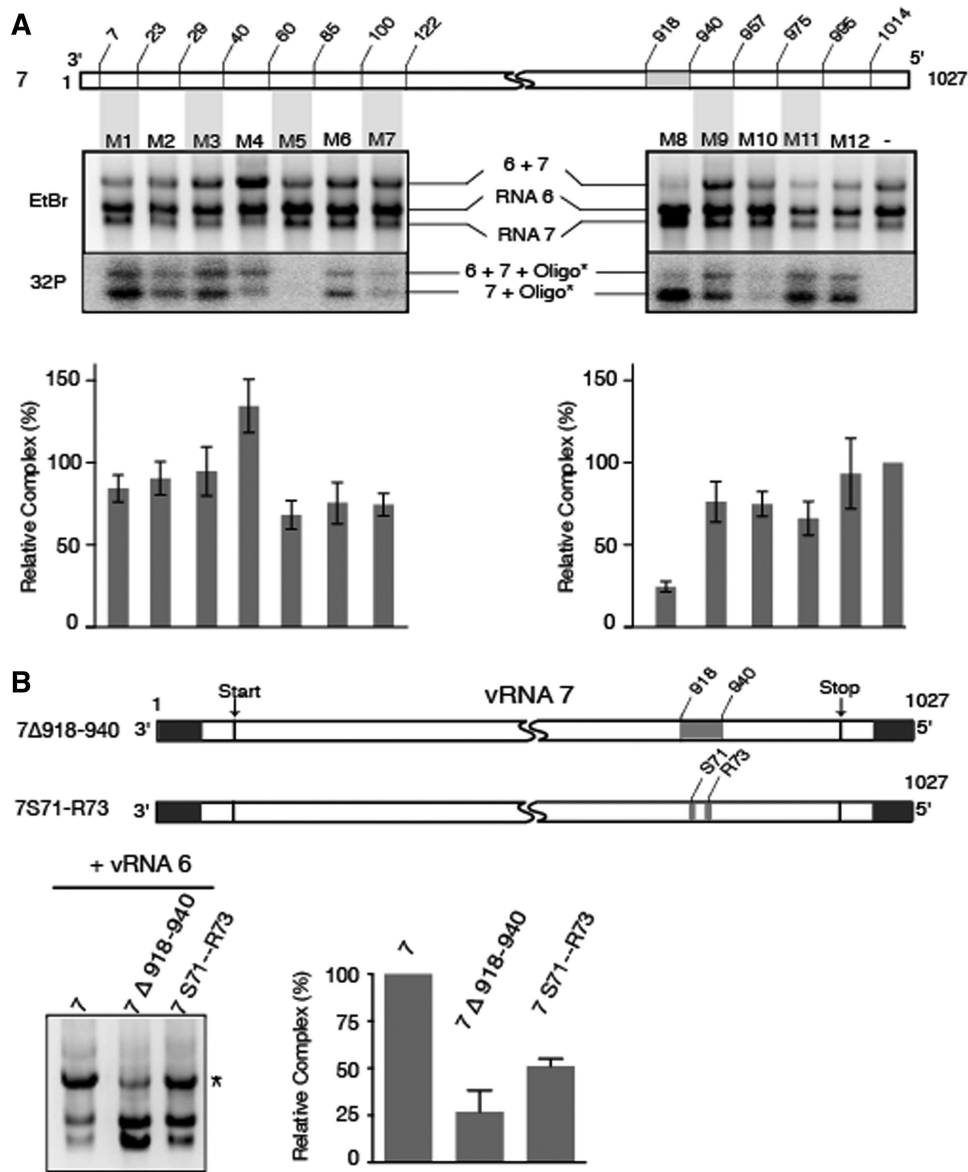 A
7 23 29 40 60 85 100 122 918 940 957 975 995 1014
3' 5'
7 1 1027
M1 M2 M3 M4 M5 M6 M7 M8 M9 M10 M11 M12 -
EtBr
6 + 7
RNA 6
RNA 7
32P
6 + 7 + Oligo*
7 + Oligo*
Relative Complex (%)
150
100
50
0
Relative Complex (%)
150
100
50
0
B
1 Start vRNA 7 918 940 Stop 1027
7Δ918-940 3' 5'
S71 R73 1027
7S71-R73 3' 5'
+ vRNA 6
7 7 Δ 918-940 7 S71---R73
*
Relative Complex (%)
100
75
50
25
0
7 7 Δ 918-940 7 S71---R73